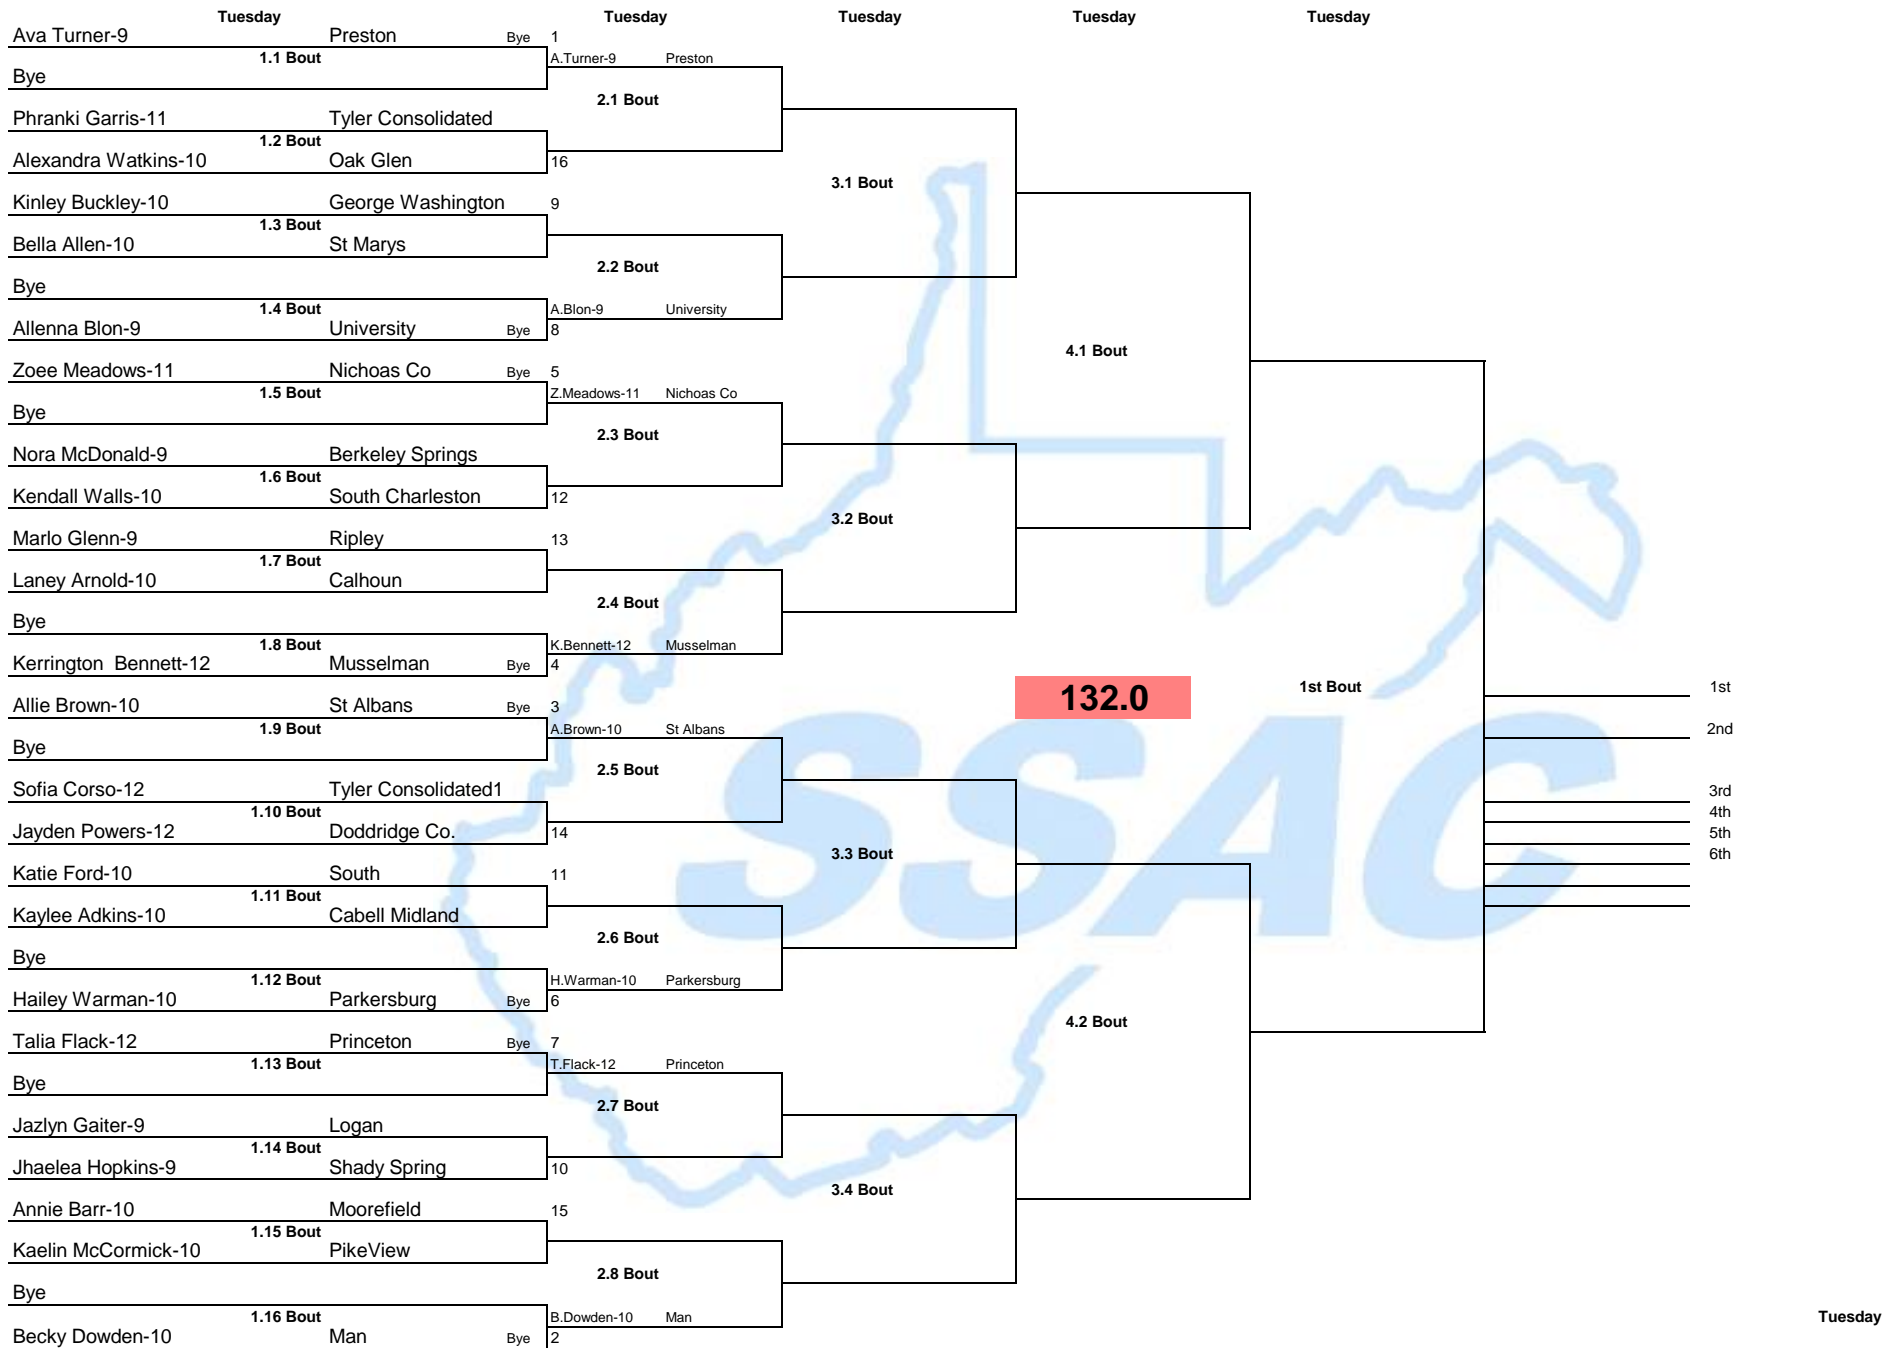 Tuesday Tuesday Tuesday Tuesday Tuesday
Ava Turner-9 Preston Bye 1
1.1 Bout A.Turner-9 Preston
Bye
2.1 Bout
Phranki Garris-11 Tyler Consolidated
1.2 Bout
Alexandra Watkins-10 Oak Glen 16
3.1 Bout
Kinley Buckley-10 George Washington 9
1.3 Bout
Bella Allen-10 St Marys
2.2 Bout
Bye
1.4 Bout A.Blon-9 University
Allenna Blon-9 University Bye 8
4.1 Bout
Zoee Meadows-11 Nichoas Co Bye 5
1.5 Bout Z.Meadows-11 Nichoas Co
Bye
2.3 Bout
Nora McDonald-9 Berkeley Springs
1.6 Bout
Kendall Walls-10 South Charleston 12
3.2 Bout
Marlo Glenn-9 Ripley 13
1.7 Bout
Laney Arnold-10 Calhoun
2.4 Bout
Bye
1.8 Bout K.Bennett-12 Musselman
Kerrington Bennett-12 Musselman Bye 4
132.0 1st Bout 1st
Allie Brown-10 St Albans Bye 3
1.9 Bout A.Brown-10 St Albans 2nd
Bye
2.5 Bout
Sofia Corso-12 Tyler Consolidated1 3rd
1.10 Bout 4th
Jayden Powers-12 Doddridge Co. 14 5th
3.3 Bout 6th
Katie Ford-10 South 11
1.11 Bout
Kaylee Adkins-10 Cabell Midland
2.6 Bout
Bye
1.12 Bout H.Warman-10 Parkersburg
Hailey Warman-10 Parkersburg Bye 6
4.2 Bout
Talia Flack-12 Princeton Bye 7
1.13 Bout T.Flack-12 Princeton
Bye
2.7 Bout
Jazlyn Gaiter-9 Logan
1.14 Bout
Jhaelea Hopkins-9 Shady Spring 10
3.4 Bout
Annie Barr-10 Moorefield 15
1.15 Bout
Kaelin McCormick-10 PikeView
2.8 Bout
Bye
1.16 Bout B.Dowden-10 Man Tuesday
Becky Dowden-10 Man Bye 2
SSAC